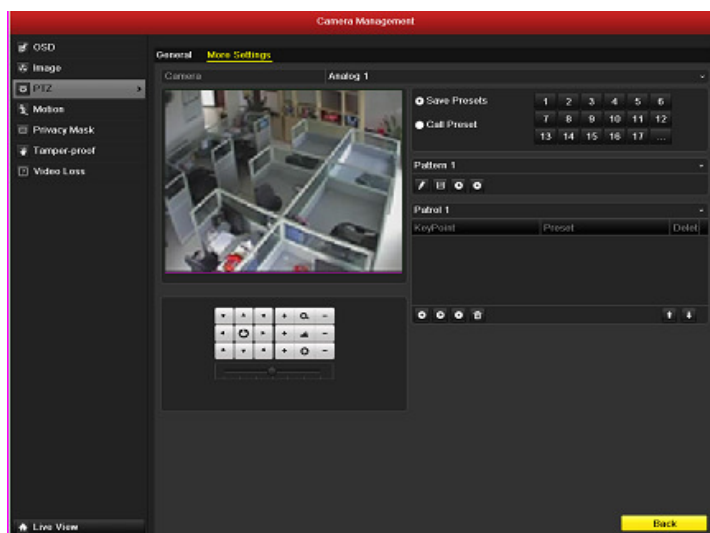 Camera Management
OSD
Image
PTZ
Motion
Privacy Mask
Tamper-proof
Video Loss
Live View
General More Settings
Camera Analog 1
Save Presets
Call Preset
1 2 3 4 5 6
7 8 9 10 11 12
13 14 15 16 17 ...
Pattern 1
Patrol 1
KeyPoint Preset Delet
Back